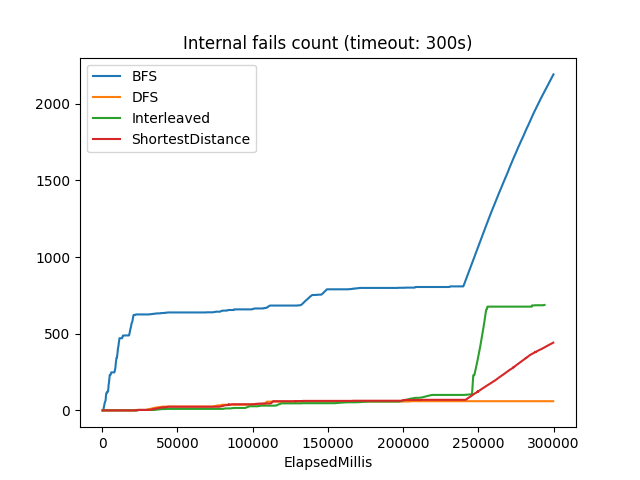 Internal fails count (timeout: 300s)
BFS
DFS
Interleaved
ShortestDistance
2000
1500
1000
500
0
0 50000 100000 150000 200000 250000 300000
ElapsedMillis